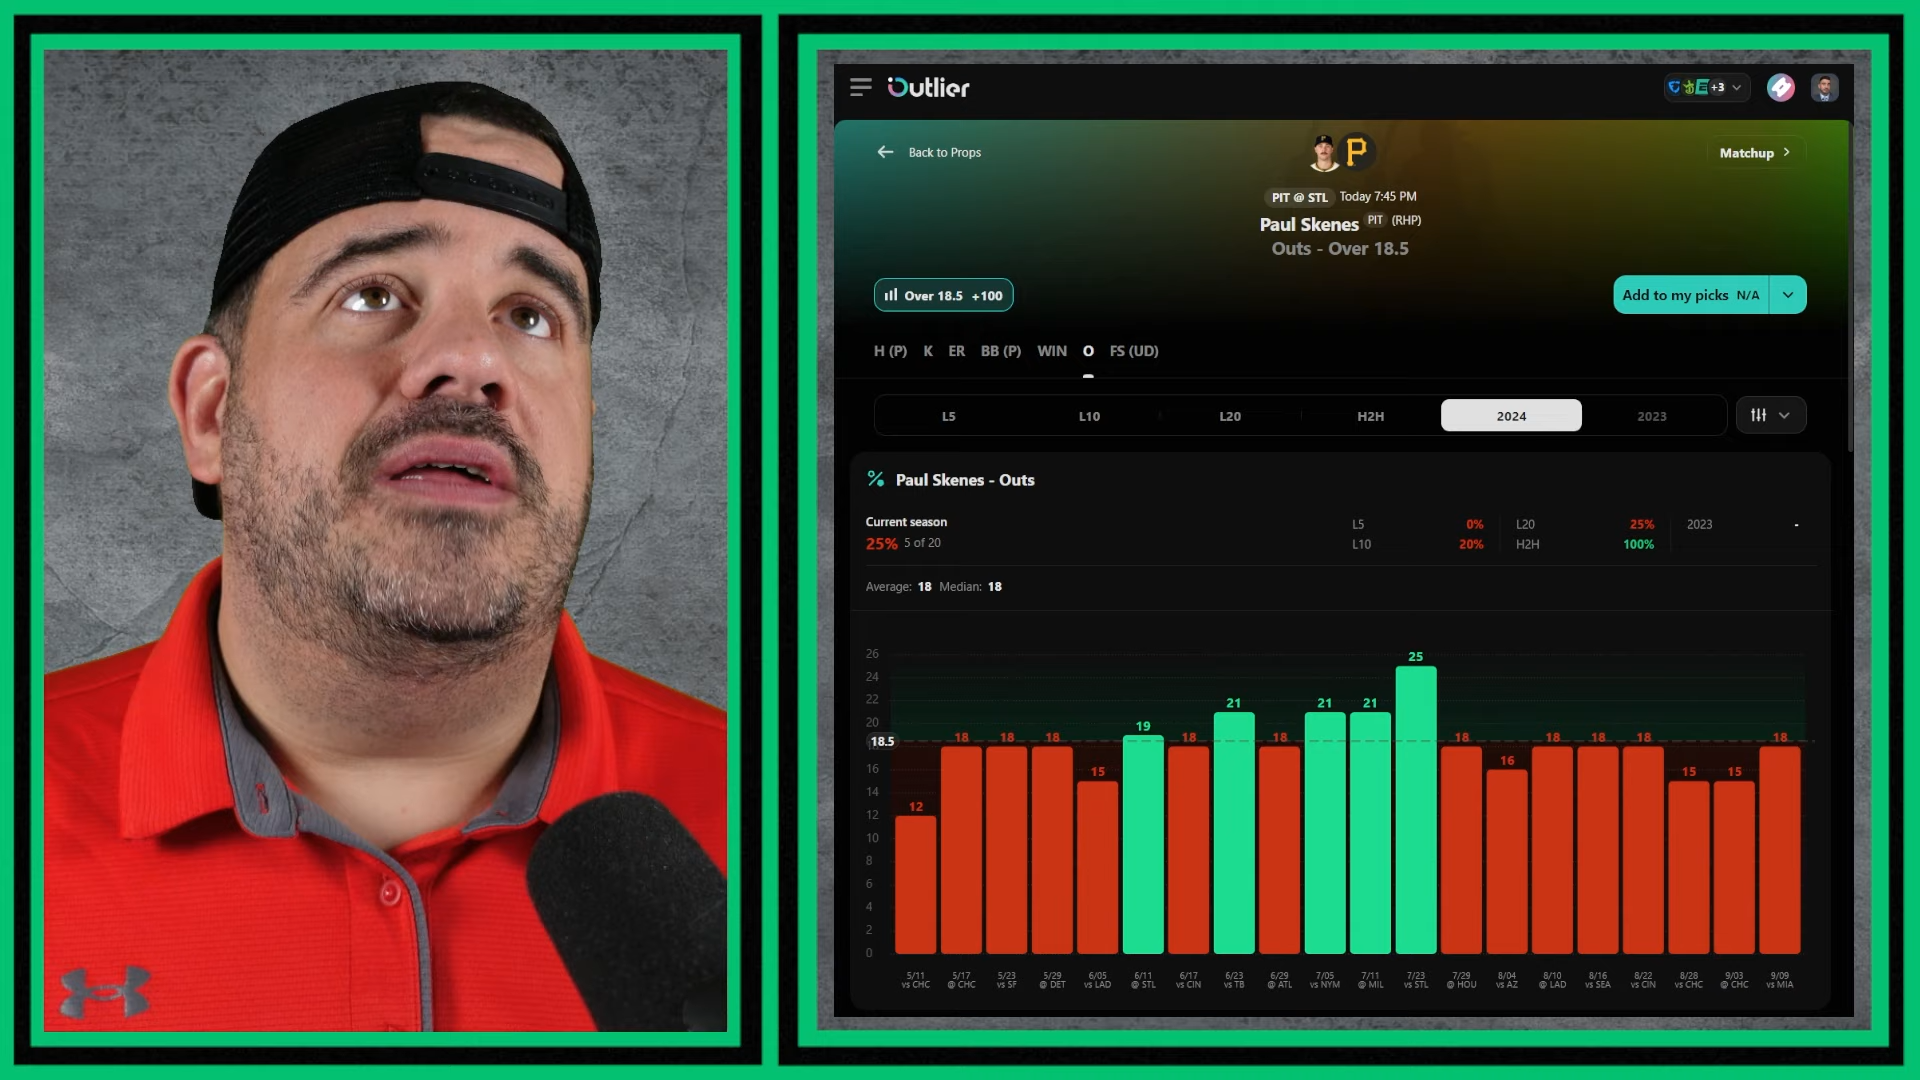 Outlier
+3
Back to Props
Matchup
PIT @ STL Today 7:45 PM
Paul Skenes PIT (RHP)
Outs - Over 18.5
Over 18.5 +100
Add to my picks N/A
H (P) K ER BB (P) WIN O FS (UD)
L5 L10 L20 H2H 2024 2023
Paul Skenes - Outs
Current season
25% 5 of 20
L5 0% L20 25% 2023 -
L10 20% H2H 100%
Average: 18 Median: 18
26
24
22
20
18.5
16
14
12
10
8
6
4
2
0
12 18 18 18 15 19 18 21 18 21 21 25 18 16 18 18 18 15 15 18
5/11 5/17 5/23 5/29 6/05 6/11 6/17 6/23 6/29 7/05 7/11 7/23 7/29 8/04 8/10 8/16 8/22 8/28 9/03 9/09
vs CHC @ CHC vs SF @ DET vs LAD @ STL vs CIN vs TB @ ATL vs NYM @ MIL vs STL @ HOU vs AZ @ LAD vs SEA vs CIN vs CHC @ CHC vs MIA